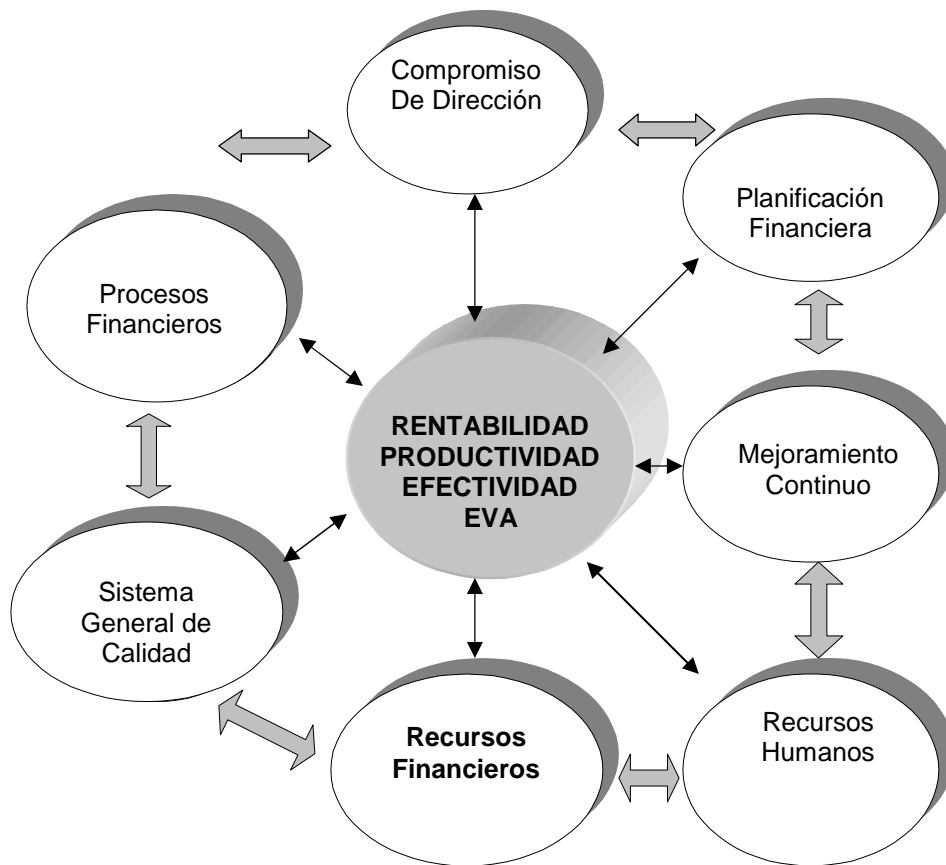 Compromiso
De Dirección
Planificación
Financiera
Procesos
Financieros
RENTABILIDAD
PRODUCTIVIDAD
EFECTIVIDAD
EVA
Mejoramiento
Continuo
Sistema
General de
Calidad
Recursos
Financieros
Recursos
Humanos